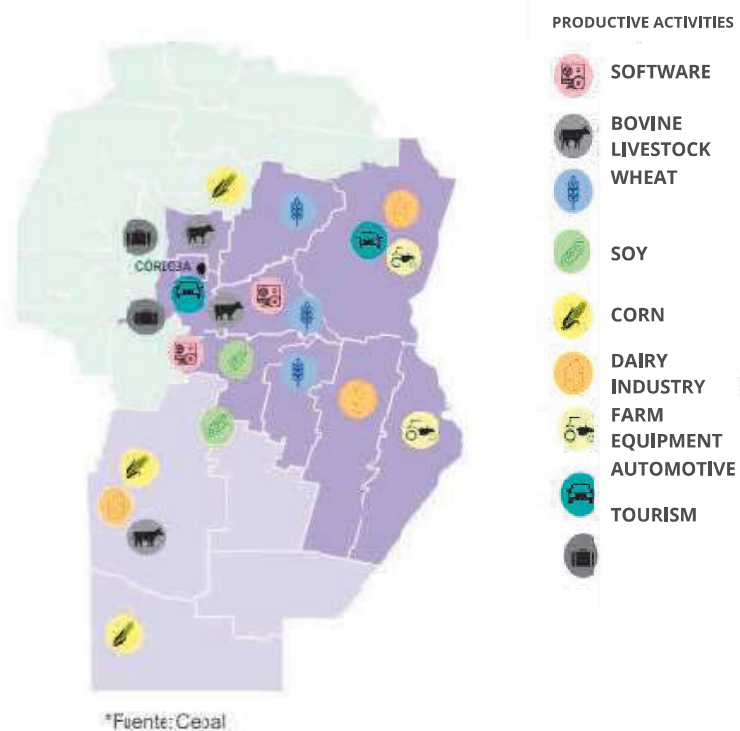 PRODUCTIVE ACTIVITIES
SOFTWARE
BOVINE
LIVESTOCK
WHEAT
SOY
CORN
DAIRY
INDUSTRY
FARM
EQUIPMENT
AUTOMOTIVE
TOURISM
*Fuente: Cepal